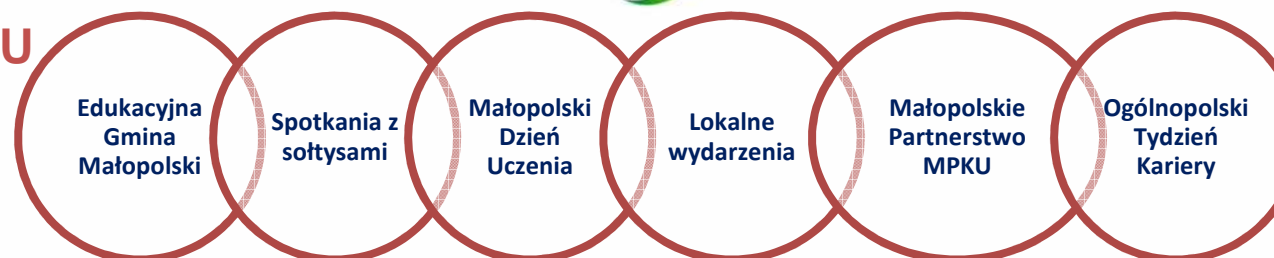 U
Edukacyjna
Gmina
Małopolski
Spotkania z
sołtysami
Małopolski
Dzień
Uczenia
Lokalne
wydarzenia
Małopolskie
Partnerstwo
MPKU
Ogólnopolski
Tydzień
Kariery